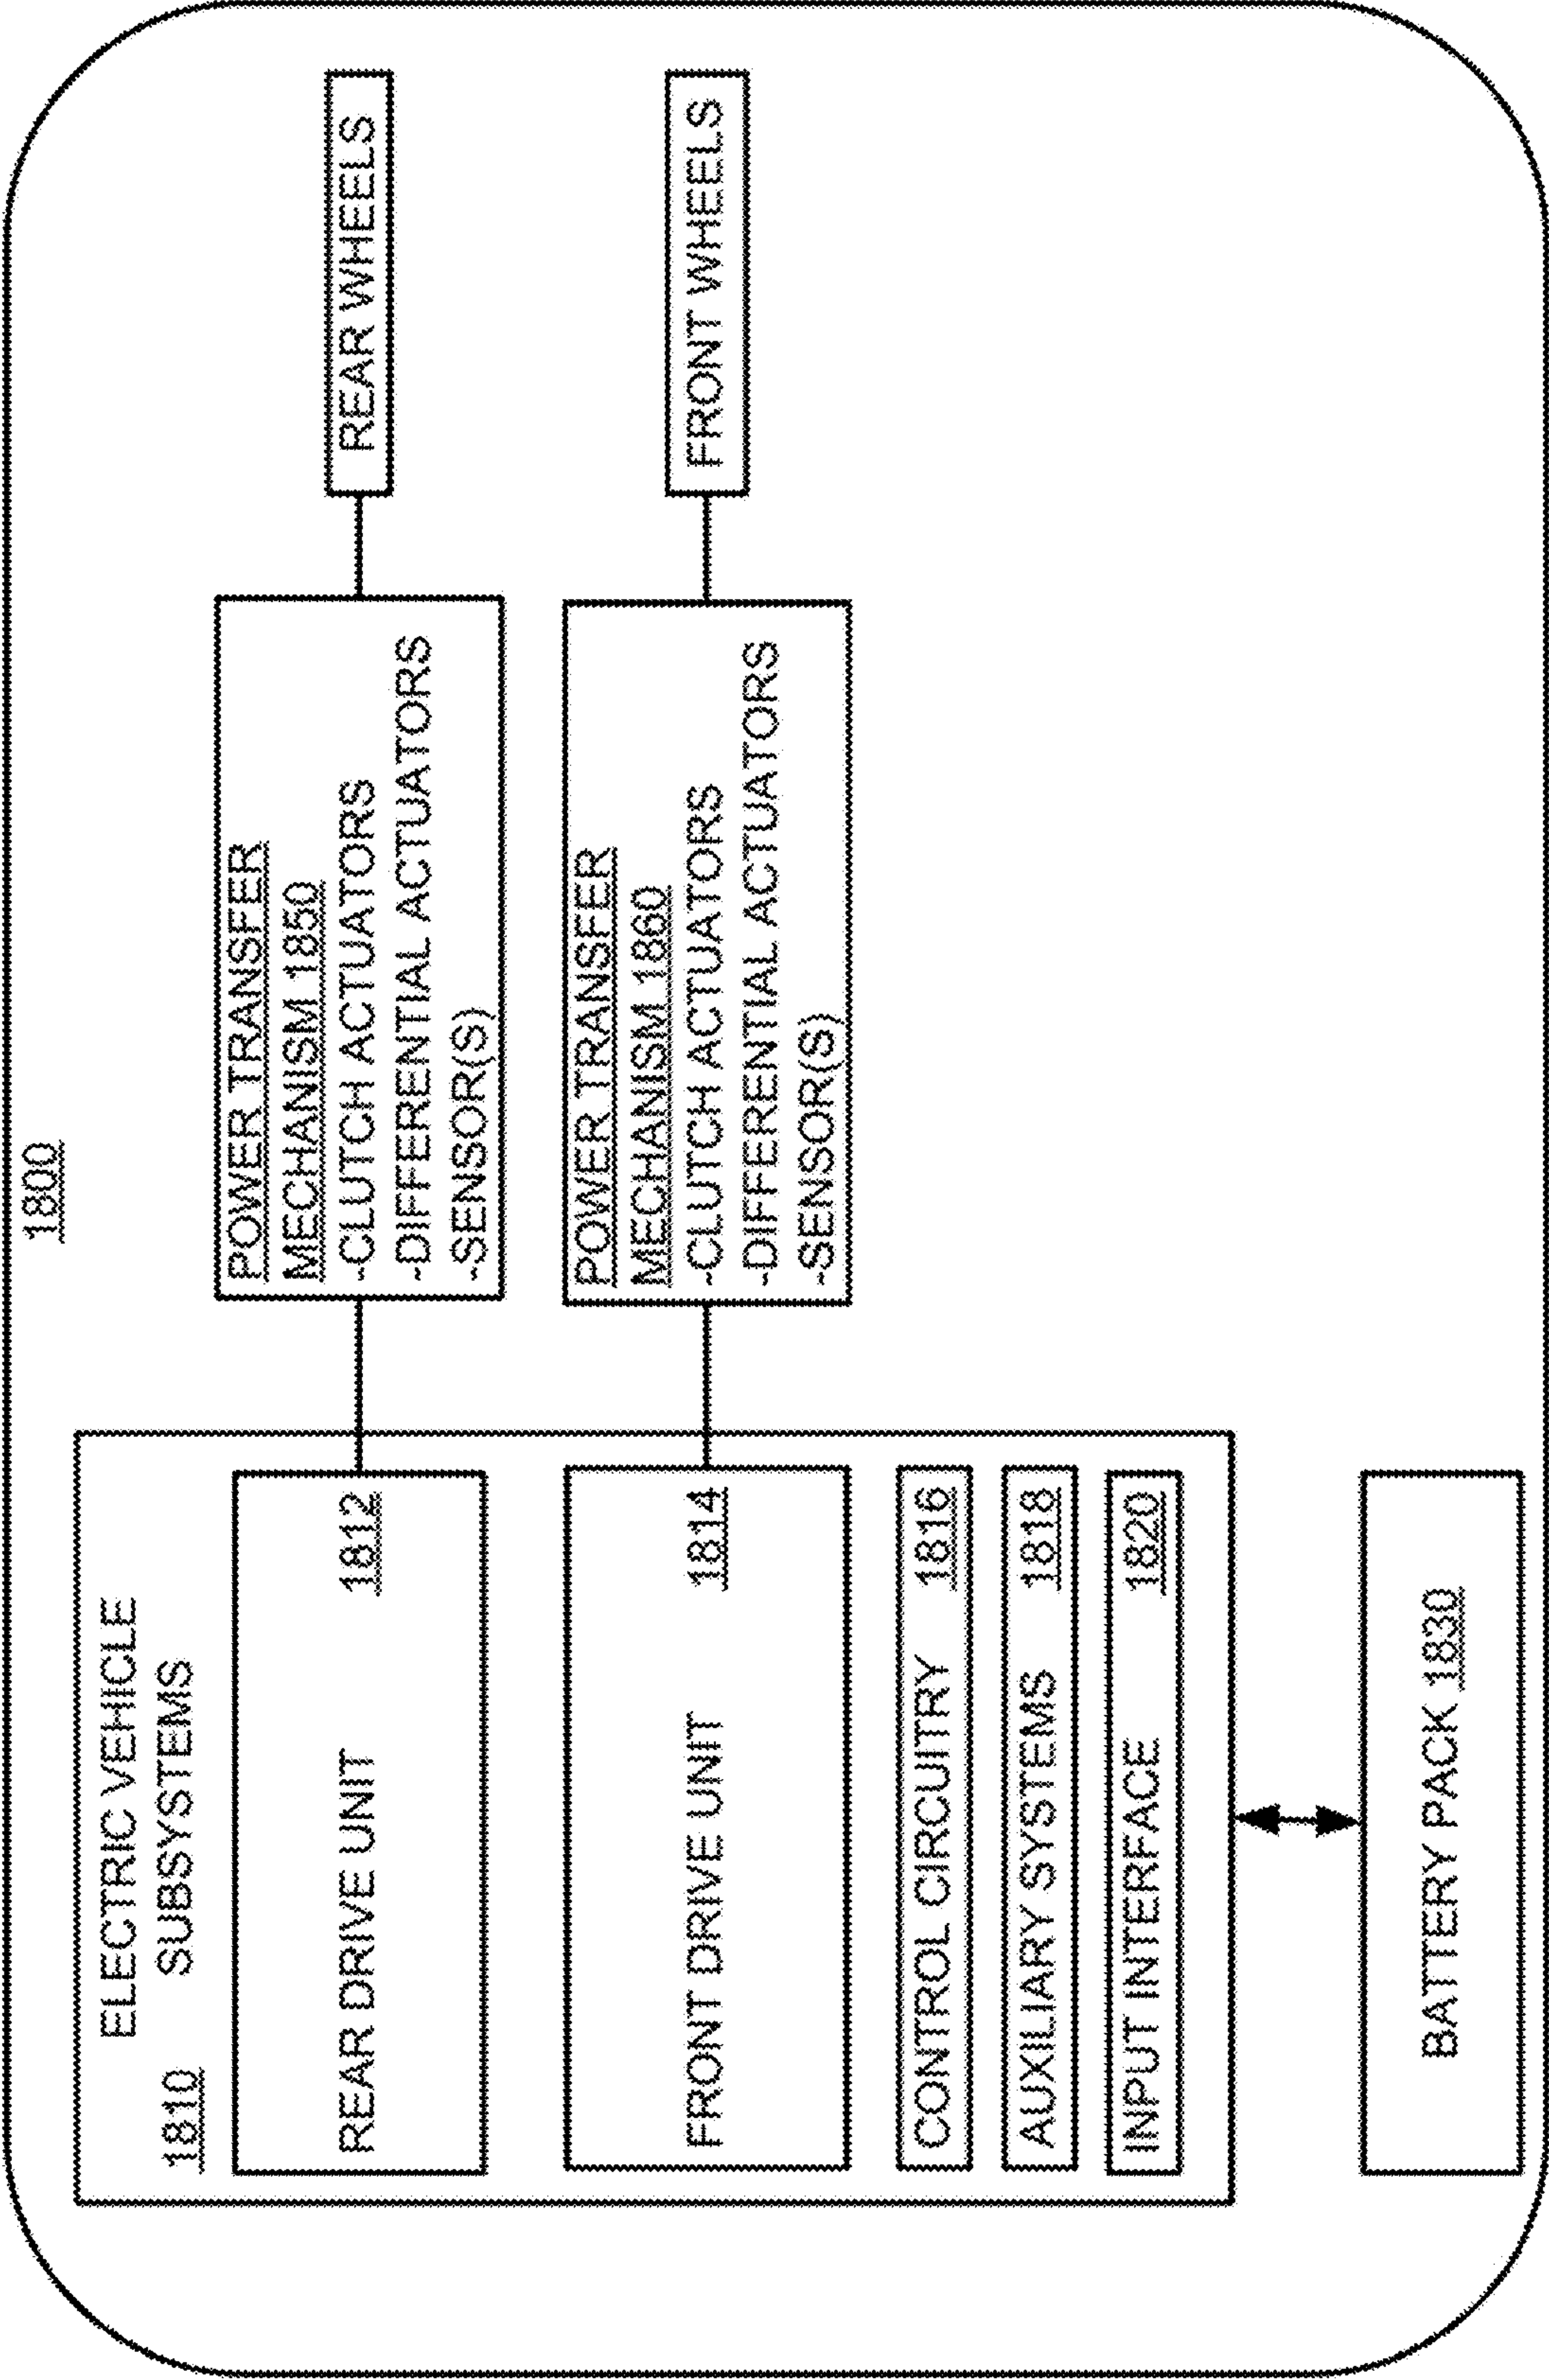 1800
ELECTRIC VEHICLE
SUBSYSTEMS
1810
REAR DRIVE UNIT 1812
FRONT DRIVE UNIT 1814
CONTROL CIRCUITRY 1816
AUXILIARY SYSTEMS 1818
INPUT INTERFACE 1820
BATTERY PACK 1830
POWER TRANSFER
MECHANISM 1850
-CLUTCH ACTUATORS
-DIFFERENTIAL ACTUATORS
-SENSOR(S)
POWER TRANSFER
MECHANISM 1860
-CLUTCH ACTUATORS
-DIFFERENTIAL ACTUATORS
-SENSOR(S)
REAR WHEELS
FRONT WHEELS